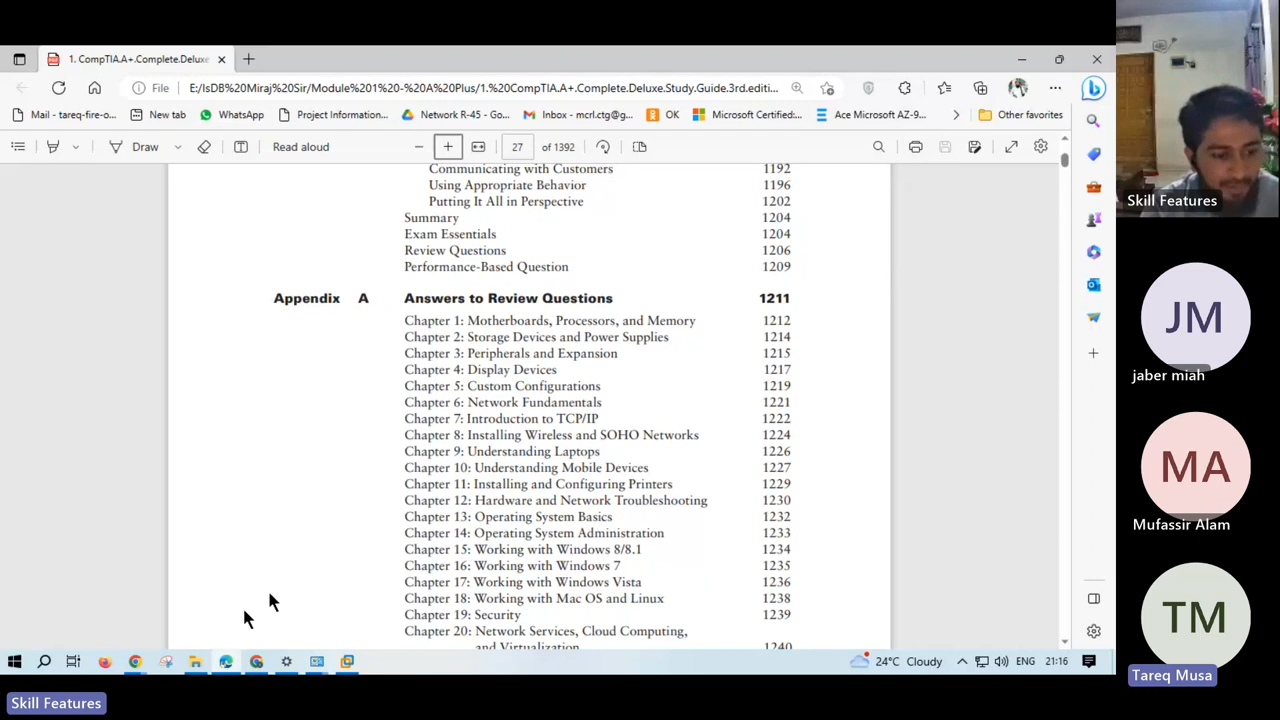 1. CompTIA.A+.Complete.Deluxe
File
E:/IsDB%20Miraj%20Sir/Module%201%20-%20A%20Plus/1.%20CompTIA.A+.Complete.Deluxe.Study.Guide.3rd.editi...
Mail - tareq-fire-o...
New tab
WhatsApp
Project Information...
Network R-45 - Go...
Inbox - mcrl.ctg@g...
OK
Microsoft Certified:...
Ace Microsoft AZ-9...
Other favorites
Draw
Read aloud
27 of 1392
Communicating with Customers 1192
Using Appropriate Behavior 1196
Putting It All in Perspective 1202
Summary 1204
Exam Essentials 1204
Review Questions 1206
Performance-Based Question 1209
Appendix A Answers to Review Questions 1211
Chapter 1: Motherboards, Processors, and Memory 1212
Chapter 2: Storage Devices and Power Supplies 1214
Chapter 3: Peripherals and Expansion 1215
Chapter 4: Display Devices 1217
Chapter 5: Custom Configurations 1219
Chapter 6: Network Fundamentals 1221
Chapter 7: Introduction to TCP/IP 1222
Chapter 8: Installing Wireless and SOHO Networks 1224
Chapter 9: Understanding Laptops 1226
Chapter 10: Understanding Mobile Devices 1227
Chapter 11: Installing and Configuring Printers 1229
Chapter 12: Hardware and Network Troubleshooting 1230
Chapter 13: Operating System Basics 1232
Chapter 14: Operating System Administration 1233
Chapter 15: Working with Windows 8/8.1 1234
Chapter 16: Working with Windows 7 1235
Chapter 17: Working with Windows Vista 1236
Chapter 18: Working with Mac OS and Linux 1238
Chapter 19: Security 1239
Chapter 20: Network Services, Cloud Computing,
and Virtualization 1240
24°C Cloudy
ENG
21:16
Skill Features
Skill Features
JM
jaber miah
MA
Mufassir Alam
TM
Tareq Musa